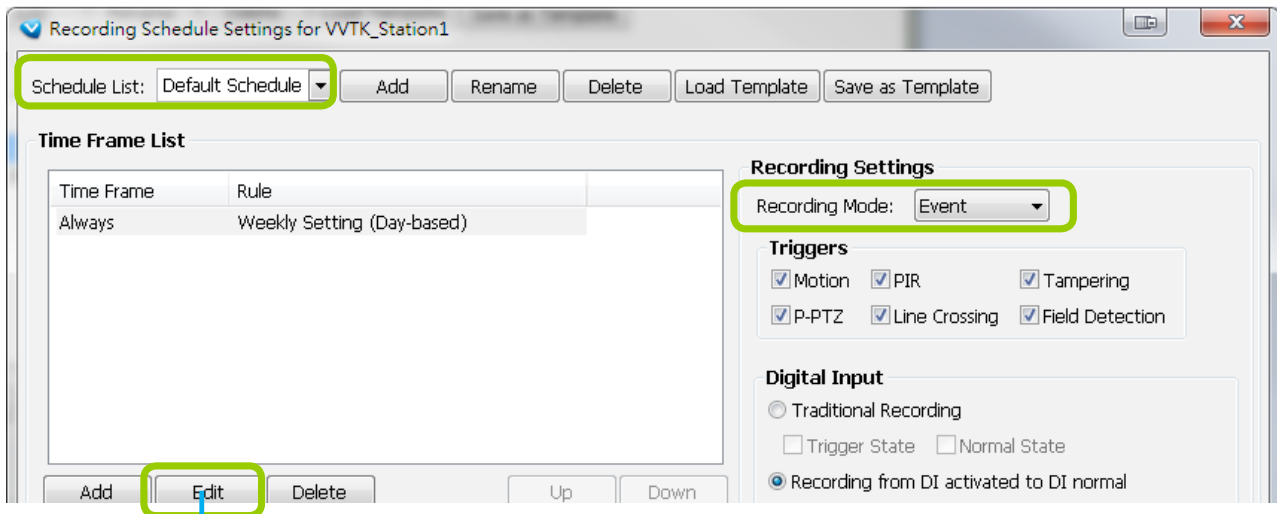 Recording Schedule Settings for VVTK_Station1
Schedule List: Default Schedule Add Rename Delete Load Template Save as Template
Time Frame List
Time Frame Rule
Always Weekly Setting (Day-based)
Add Edit Delete Up Down
Recording Settings
Recording Mode: Event
Triggers
Motion PIR Tampering
P-PTZ Line Crossing Field Detection
Digital Input
Traditional Recording
Trigger State Normal State
Recording from DI activated to DI normal